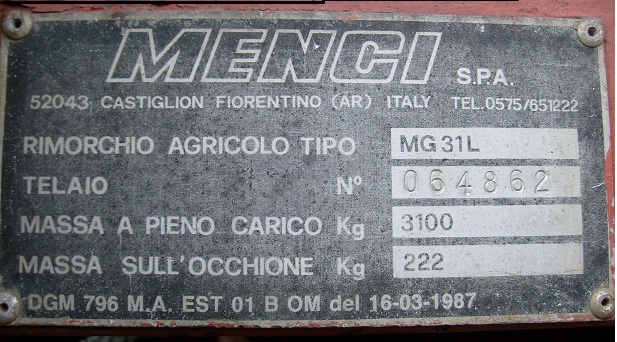 MENCI S.P.A.
52043 CASTIGLION FIORENTINO (AR) ITALY TEL. 0575/651222
RIMORCHIO AGRICOLO TIPO MG 31 L
TELAIO N° 064862
MASSA A PIENO CARICO Kg 3100
MASSA SULL'OCCHIONE Kg 222
DGM 796 M.A. EST 01 B OM del 16-03-1987